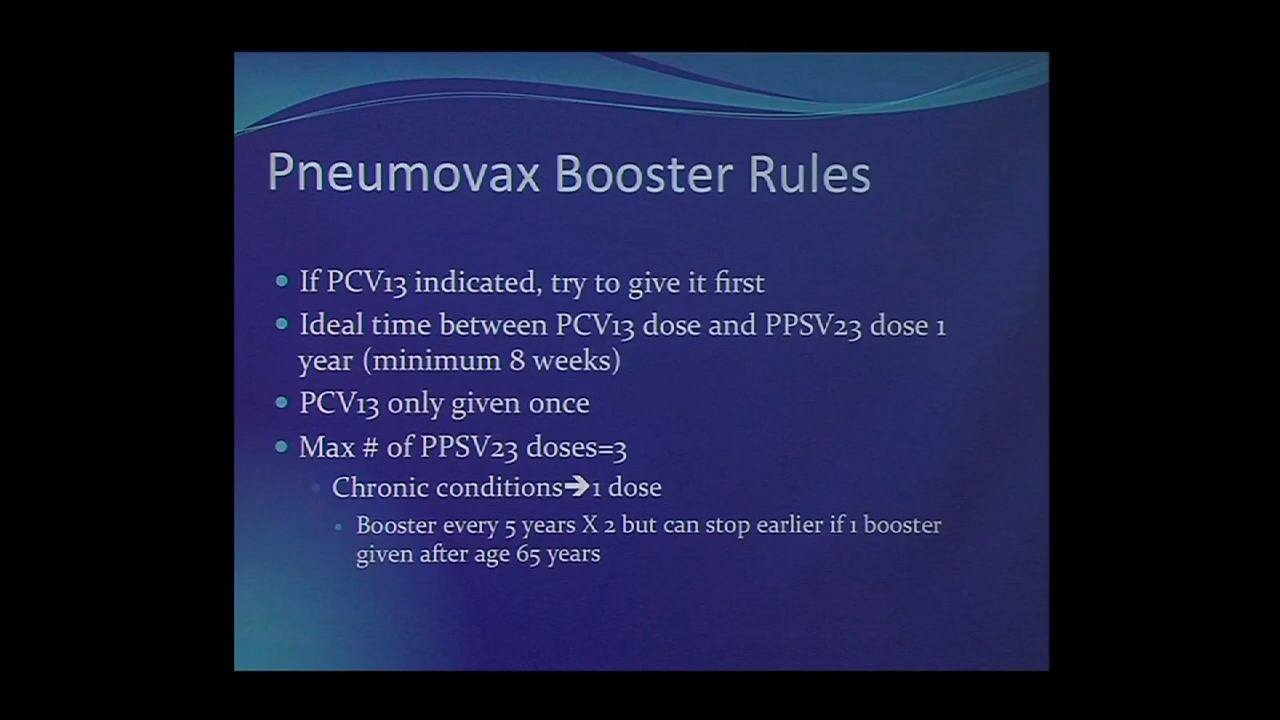 Pneumovax Booster Rules
If PCV13 indicated, try to give it first
Ideal time between PCV13 dose and PPSV23 dose 1
year (minimum 8 weeks)
PCV13 only given once
Max # of PPSV23 doses=3
Chronic conditions➔1 dose
Booster every 5 years X 2 but can stop earlier if 1 booster
given after age 65 years